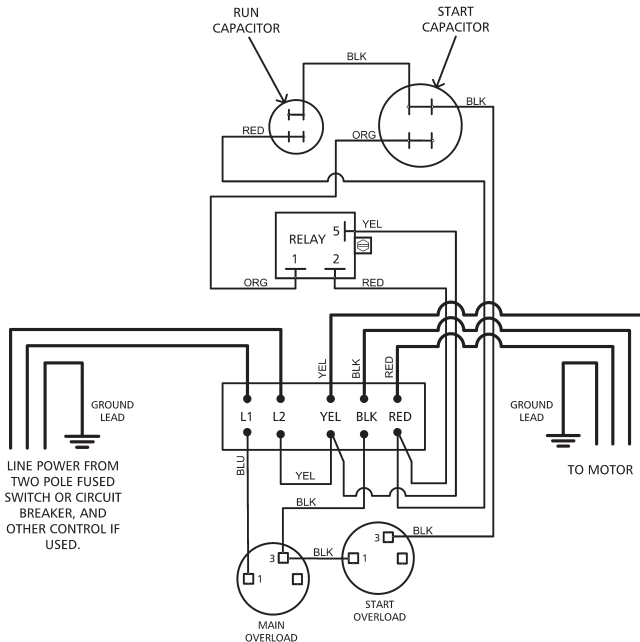 RUN
CAPACITOR
START
CAPACITOR
BLK
BLK
RED
ORG
YEL
RELAY
5
1
2
ORG
RED
YEL
BLK
RED
GROUND
LEAD
L1
L2
YEL
BLK
RED
GROUND
LEAD
LINE POWER FROM
TWO POLE FUSED
SWITCH OR CIRCUIT
BREAKER, AND
OTHER CONTROL IF
USED.
TO MOTOR
BLU
YEL
BLK
BLK
3
1
BLK
3
1
MAIN
OVERLOAD
START
OVERLOAD